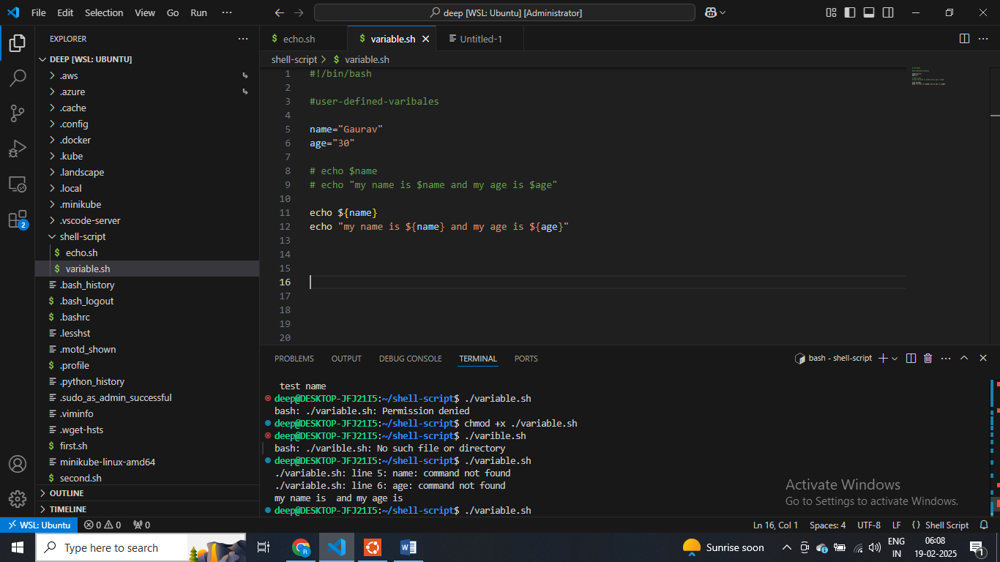 File Edit Selection View Go Run ···
deep [WSL: Ubuntu] [Administrator]
EXPLORER
DEEP [WSL: UBUNTU]
.aws
.azure
.cache
.config
.docker
.kube
.landscape
.local
.minikube
.vscode-server
shell-script
$ echo.sh
$ variable.sh
.bash_history
$ .bash_logout
$ .bashrc
.lesshst
.motd_shown
$ .profile
.python_history
.sudo_as_admin_successful
.viminfo
.wget-hsts
$ first.sh
minikube-linux-amd64
$ second.sh
OUTLINE
TIMELINE
2
$ echo.sh $ variable.sh Untitled-1
shell-script > $ variable.sh
1 #!/bin/bash
2
3 #user-defined-varibales
4
5 name="Gaurav"
6 age="30"
7
8 # echo $name
9 # echo "my name is $name and my age is $age"
10
11 echo ${name}
12 echo "my name is ${name} and my age is ${age}"
13
14
15
16
17
18
19
20
PROBLEMS OUTPUT DEBUG CONSOLE TERMINAL PORTS
bash - shell-script
test name
deep@DESKTOP-JFJ21I5:~/shell-script$ ./variable.sh
bash: ./variable.sh: Permission denied
deep@DESKTOP-JFJ21I5:~/shell-script$ chmod +x ./variable.sh
deep@DESKTOP-JFJ21I5:~/shell-script$ ./varible.sh
bash: ./varible.sh: No such file or directory
deep@DESKTOP-JFJ21I5:~/shell-script$ ./variable.sh
./variable.sh: line 5: name: command not found
./variable.sh: line 6: age: command not found
my name is  and my age is
deep@DESKTOP-JFJ21I5:~/shell-script$ ./variable.sh
Activate Windows
Go to Settings to activate Windows.
WSL: Ubuntu 0 0 0
Ln 16, Col 1 Spaces: 4 UTF-8 LF {} Shell Script
Type here to search
Sunrise soon
ENG
IN
06:08
19-02-2025
1